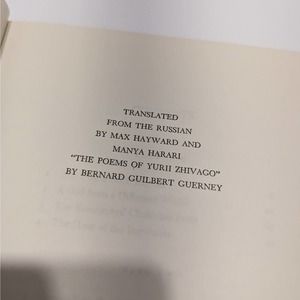 TRANSLATED
FROM THE RUSSIAN
BY MAX HAYWARD AND
MANYA HARARI
"THE POEMS OF YURII ZHIVAGO"
BY BERNARD GUILBERT GUERNEY